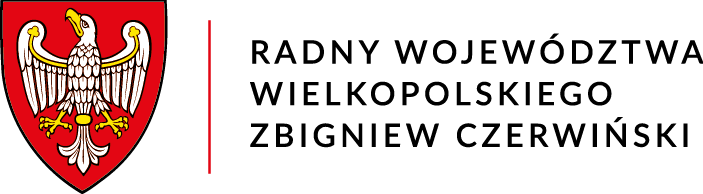 RADNY WOJEWÓDZTWA
WIELKOPOLSKIEGO
ZBIGNIEW CZERWIŃSKI